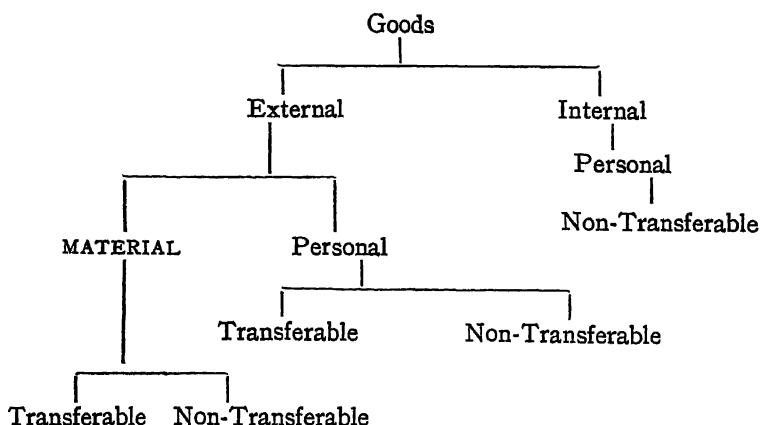 Goods
External Internal
Personal
Non-Transferable
MATERIAL Personal
Transferable Non-Transferable
Transferable Non-Transferable